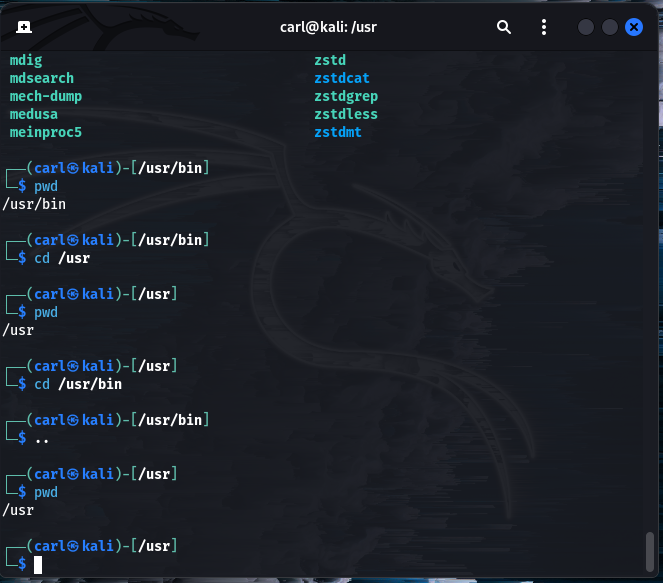 carl@kali: /usr
mdig zstd
mdsearch zstdcat
mech-dump zstdgrep
medusa zstdless
meinproc5 zstdmt
┌──(carl㉿kali)-[/usr/bin]
└─$ pwd
/usr/bin
┌──(carl㉿kali)-[/usr/bin]
└─$ cd /usr
┌──(carl㉿kali)-[/usr]
└─$ pwd
/usr
┌──(carl㉿kali)-[/usr]
└─$ cd /usr/bin
┌──(carl㉿kali)-[/usr/bin]
└─$ ..
┌──(carl㉿kali)-[/usr]
└─$ pwd
/usr
┌──(carl㉿kali)-[/usr]
└─$